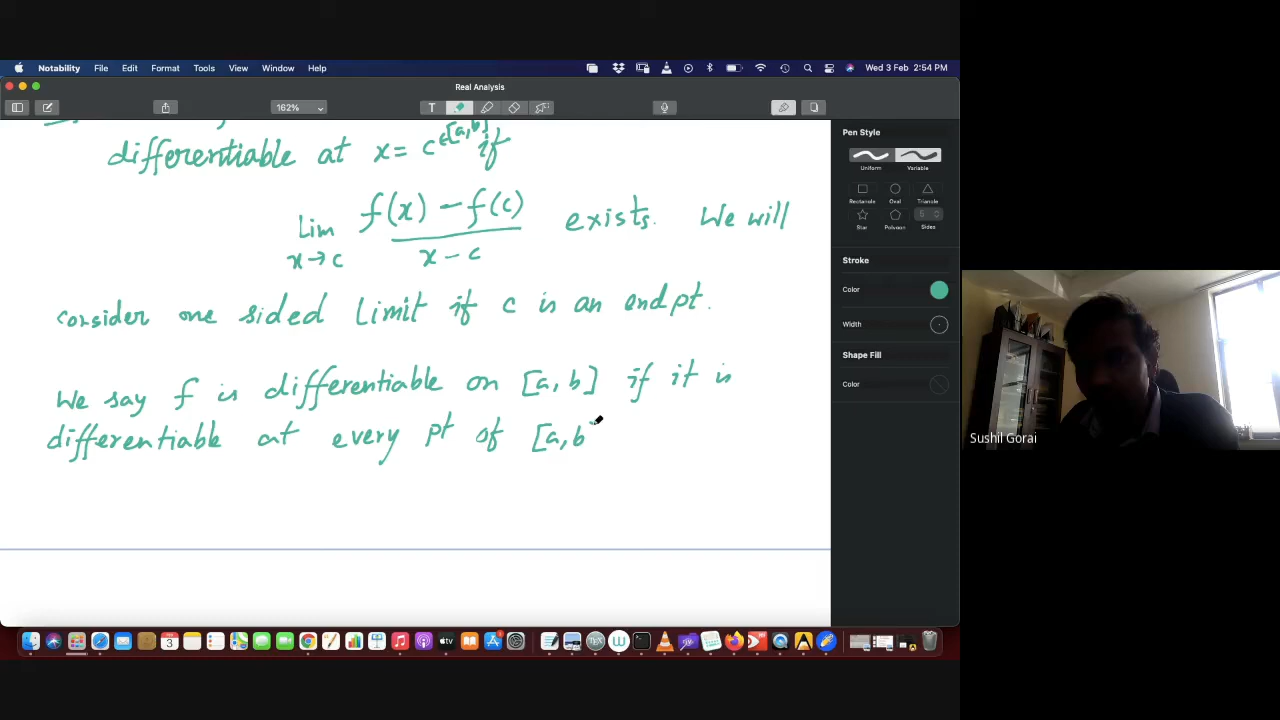 Notability File Edit Format Tools View Window Help Wed 3 Feb 2:54 PM
Real Analysis
162%
T
differentiable at x = c ∈ [a,b] if
Lim x→c f(x) - f(c) / x - c exists. We will
consider one sided Limit if c is an endpt.
We say f is differentiable on [a, b] if it is
differentiable at every pt of [a,b
Pen Style
Uniform Variable
Rectangle Oval Triangle
Star Polygon Sides
5
Stroke
Color
Width
Shape Fill
Color
Sushil Gorai